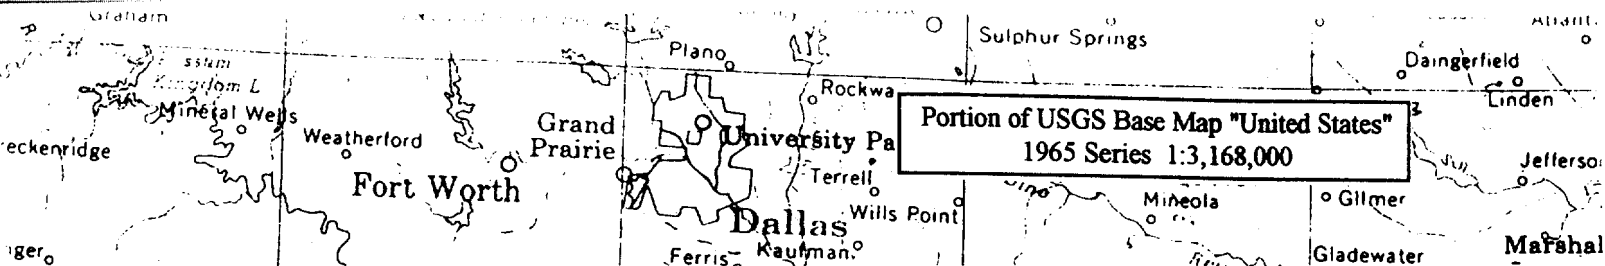 Graham
Sulphur Springs
Plano
Daingerfield
Kingdom L
Rockwa
Linden
Mineral Wells
Portion of USGS Base Map "United States"
1965 Series 1:3,168,000
Weatherford
Grand
Prairie
University Pa
eckenridge
Jefferso
Fort Worth
Terrell
Mineola
Gilmer
Wills Point
Dallas
Kaufman
Ferris
Gladewater
Marshal
ger